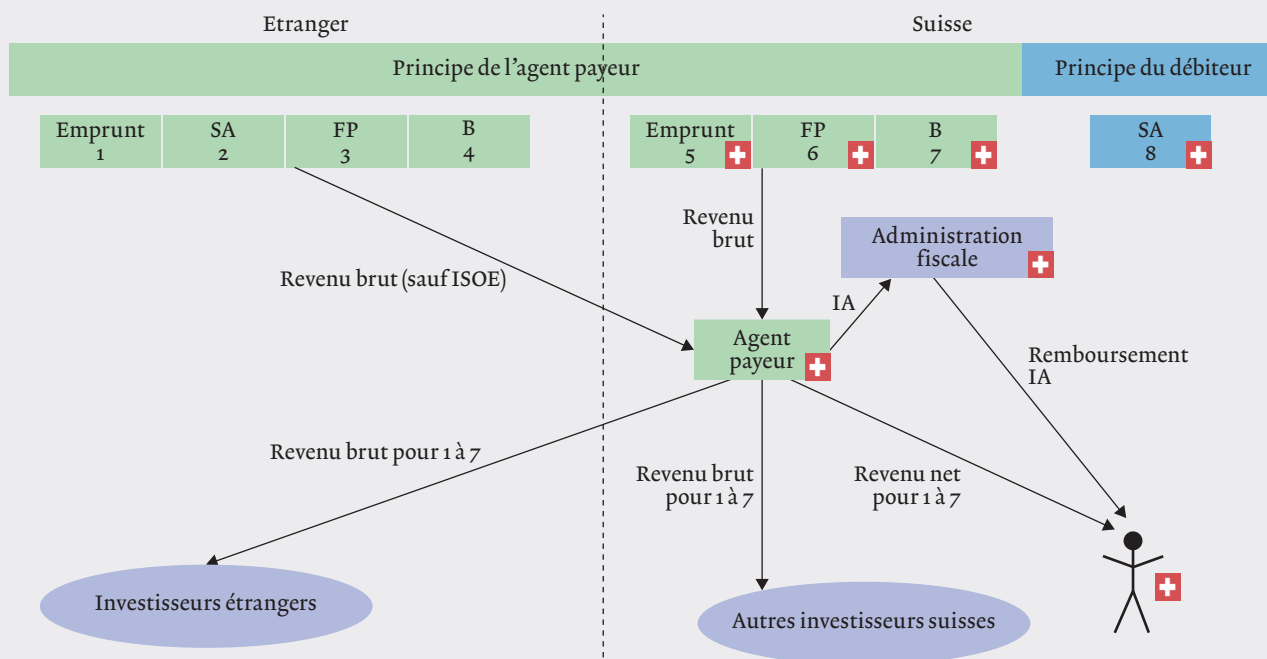 Etranger
Suisse
Principe de l'agent payeur
Principe du débiteur
Emprunt
1
SA
2
FP
3
B
4
Emprunt
5
FP
6
B
7
SA
8
Revenu
brut
Administration
fiscale
Revenu brut (sauf ISOE)
IA
Agent
payeur
Remboursement
IA
Revenu brut pour 1 à 7
Revenu brut
pour 1 à 7
Revenu net
pour 1 à 7
Investisseurs étrangers
Autres investisseurs suisses